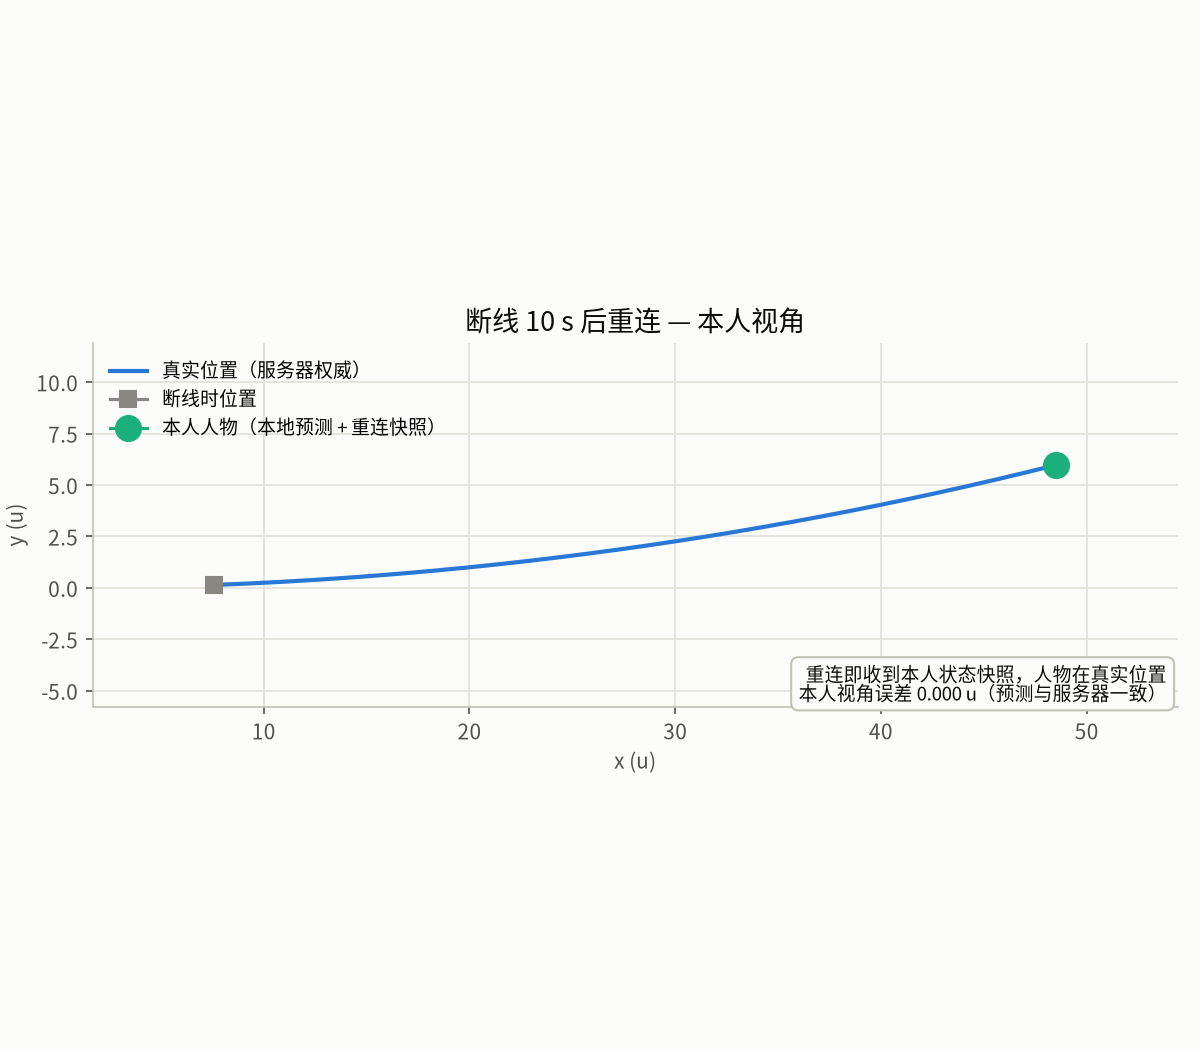 断线 10 s 后重连 — 本人视角
真实位置（服务器权威）
断线时位置
本人人物（本地预测 + 重连快照）
10.0
7.5
5.0
2.5
0.0
-2.5
-5.0
y (u)
重连即收到本人状态快照，人物在真实位置
本人视角误差 0.000 u（预测与服务器一致）
10 20 30 40 50
x (u)